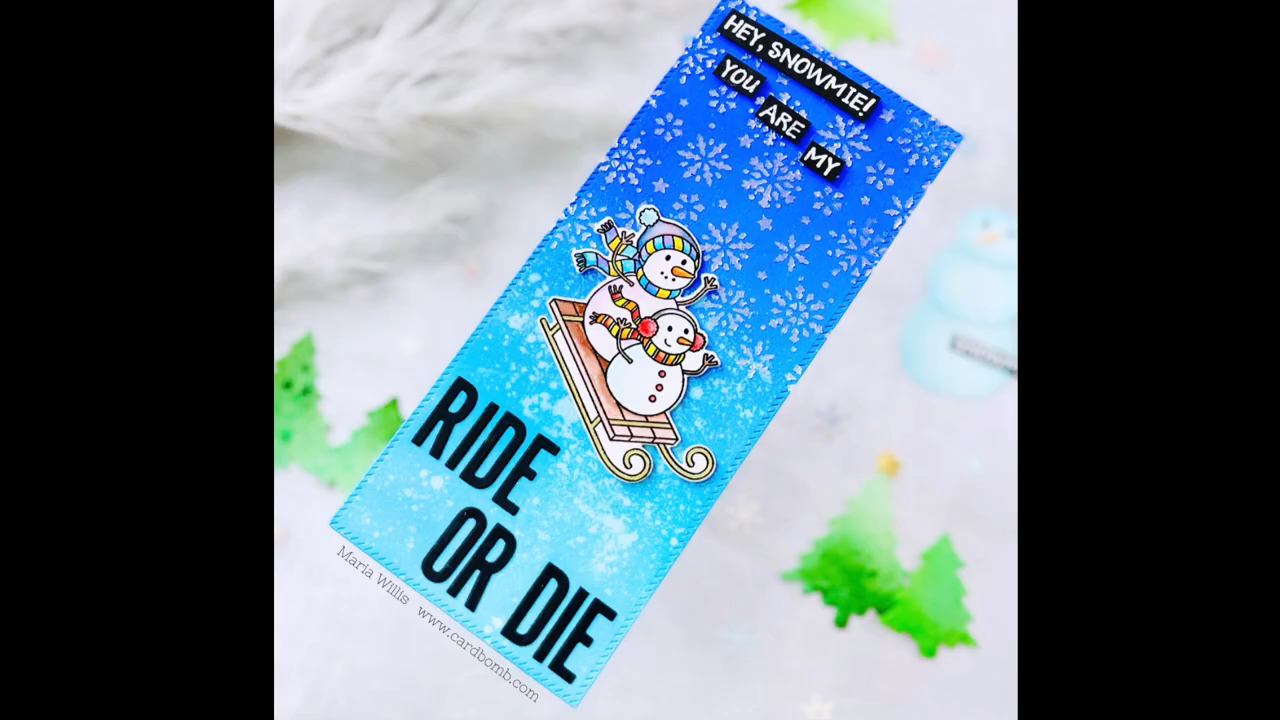 HEY, SNOWMIE!
YOU ARE MY
RIDE
OR DIE
Maria Willis www.cardbomb.com